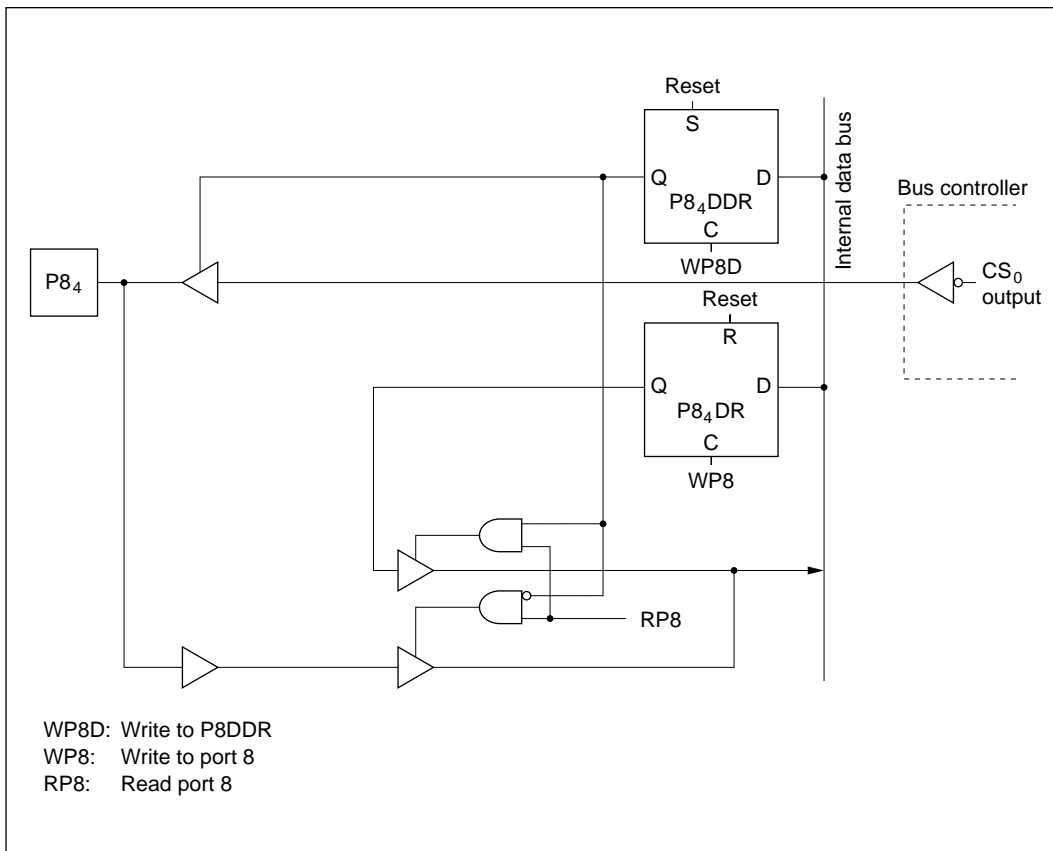 Reset
S
Q
D
P8₄DDR
C
WP8D
Internal data bus
Bus controller
CS₀
output
P8₄
Reset
R
Q
D
P8₄DR
C
WP8
RP8
WP8D: Write to P8DDR
WP8: Write to port 8
RP8: Read port 8